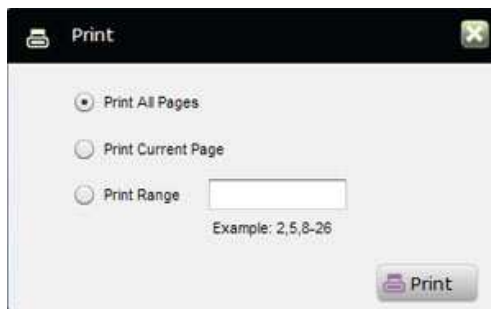 Print
Print All Pages
Print Current Page
Print Range
Example: 2,5,8-26
Print